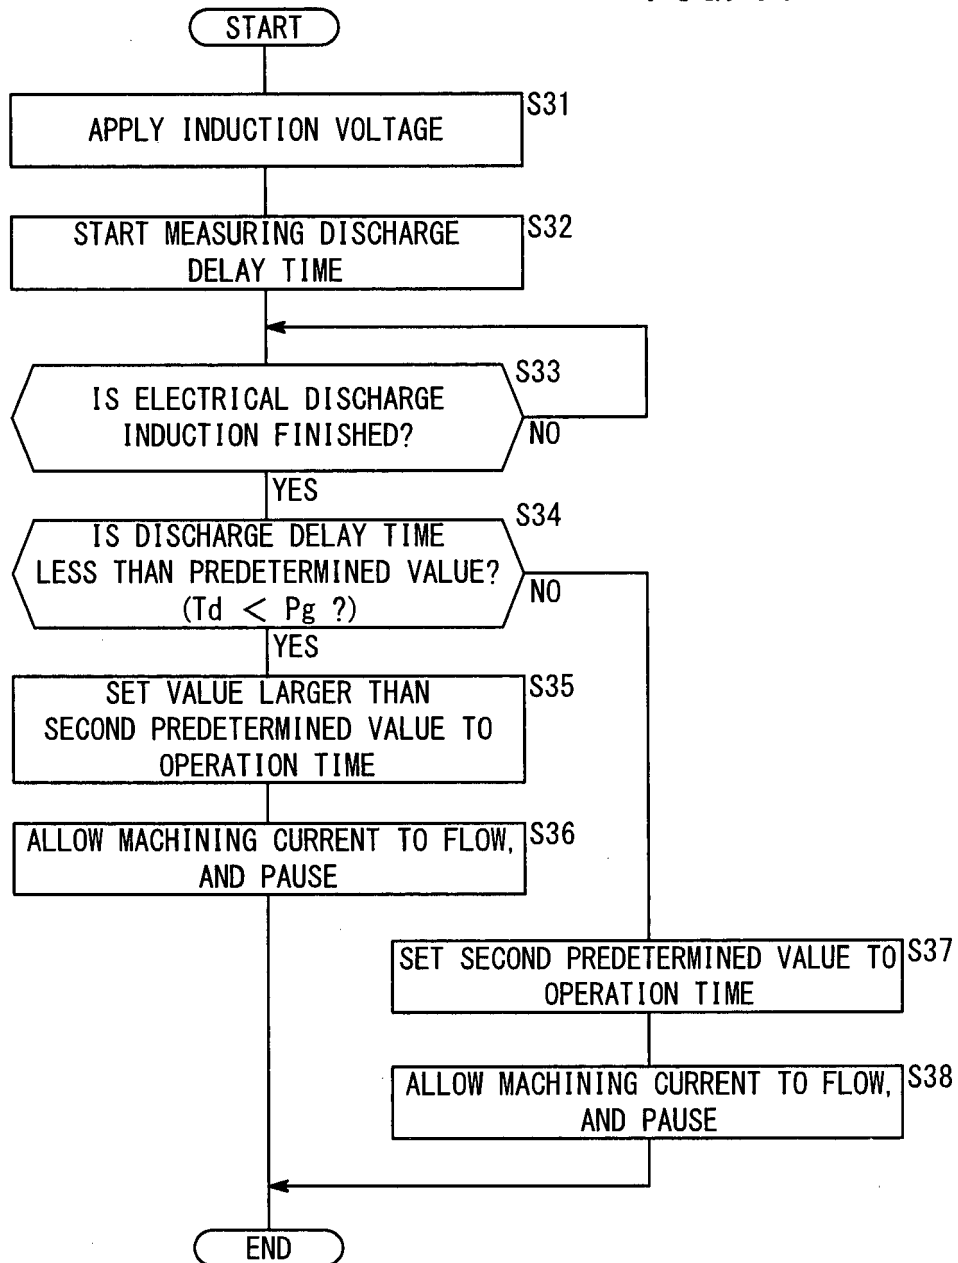 START
S31
APPLY INDUCTION VOLTAGE
S32
START MEASURING DISCHARGE
DELAY TIME
S33
IS ELECTRICAL DISCHARGE
INDUCTION FINISHED?
NO
YES
S34
IS DISCHARGE DELAY TIME
LESS THAN PREDETERMINED VALUE?
(Td < Pg ?)
NO
YES
S35
SET VALUE LARGER THAN
SECOND PREDETERMINED VALUE TO
OPERATION TIME
S36
ALLOW MACHINING CURRENT TO FLOW,
AND PAUSE
S37
SET SECOND PREDETERMINED VALUE TO
OPERATION TIME
S38
ALLOW MACHINING CURRENT TO FLOW,
AND PAUSE
END